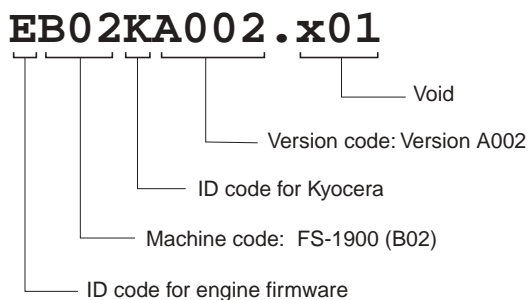 EB02KA002.x01
Void
Version code: Version A002
ID code for Kyocera
Machine code: FS-1900 (B02)
ID code for engine firmware